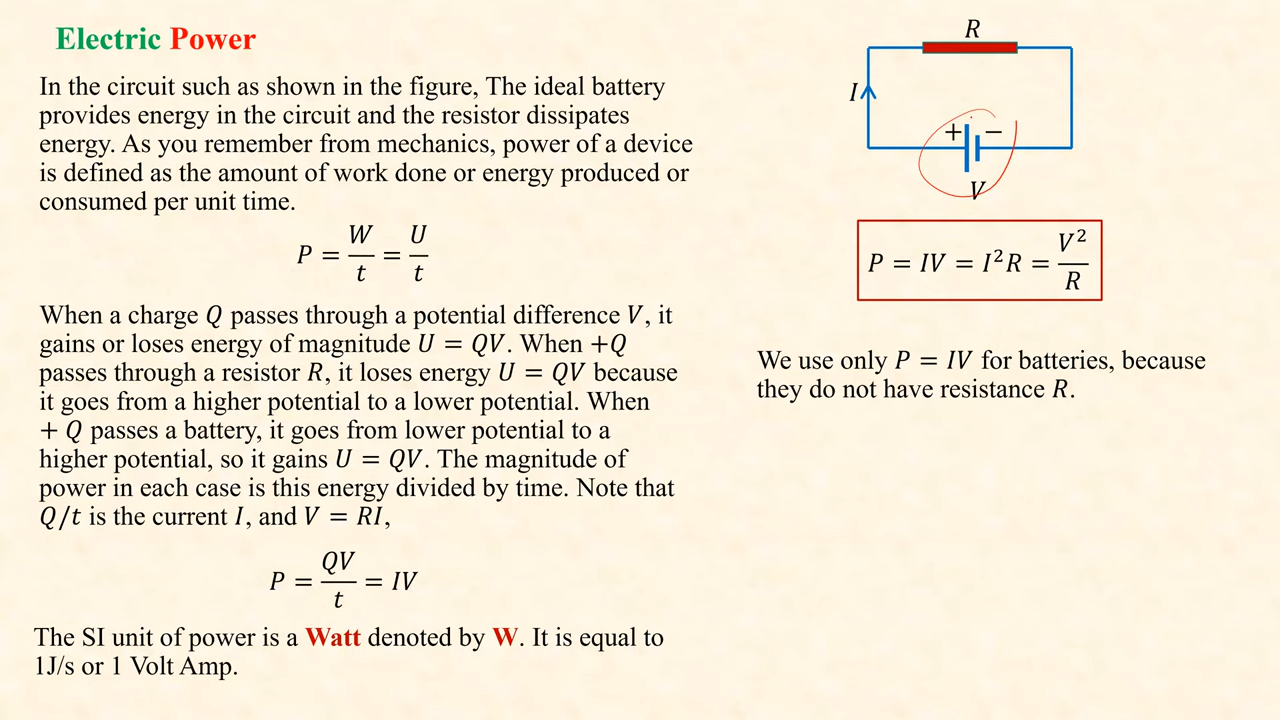 Electric Power
In the circuit such as shown in the figure, The ideal battery
provides energy in the circuit and the resistor dissipates
energy. As you remember from mechanics, power of a device
is defined as the amount of work done or energy produced or
consumed per unit time.
P = W/t = U/t
When a charge Q passes through a potential difference V, it
gains or loses energy of magnitude U = QV. When +Q
passes through a resistor R, it loses energy U = QV because
it goes from a higher potential to a lower potential. When
+ Q passes a battery, it goes from lower potential to a
higher potential, so it gains U = QV. The magnitude of
power in each case is this energy divided by time. Note that
Q/t is the current I, and V = RI,
P = QV/t = IV
The SI unit of power is a Watt denoted by W. It is equal to
1J/s or 1 Volt Amp.
R
I
+ −
V
P = IV = I²R = V²/R
We use only P = IV for batteries, because
they do not have resistance R.